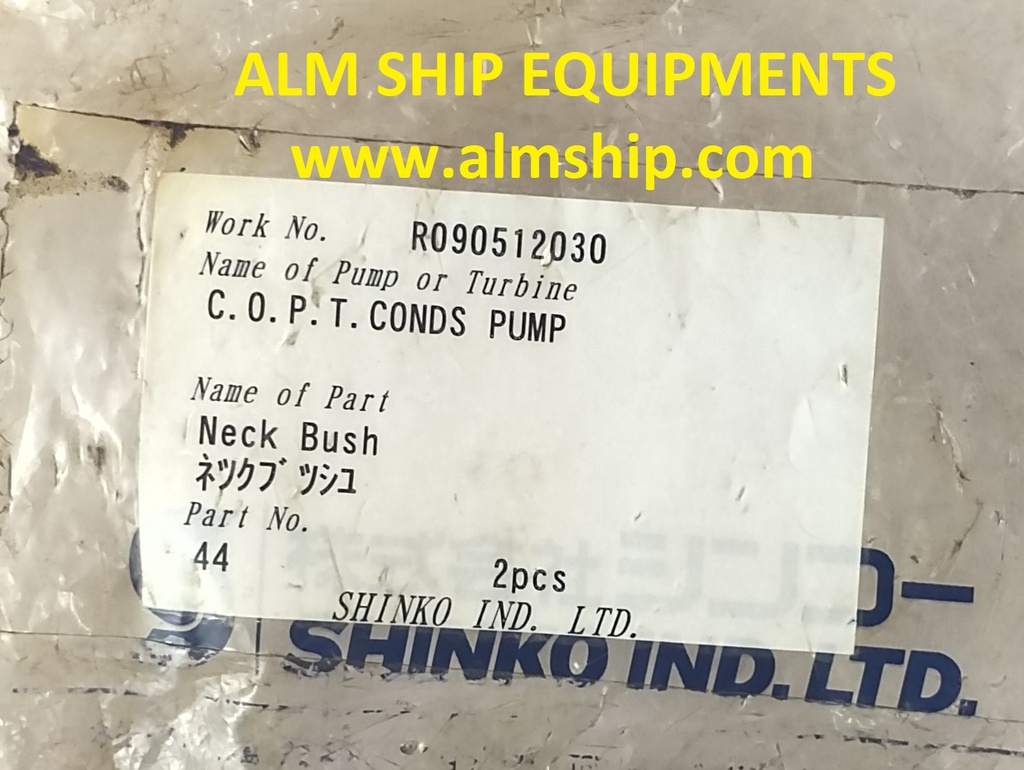 ALM SHIP EQUIPMENTS
www.almship.com
Work No. R090512030
Name of Pump or Turbine
C.O.P.T.CONDS PUMP
Name of Part
Neck Bush
ネツクブツシユ
Part No.
44 2pcs
SHINKO IND. LTD.
SHINKO IND. LTD.